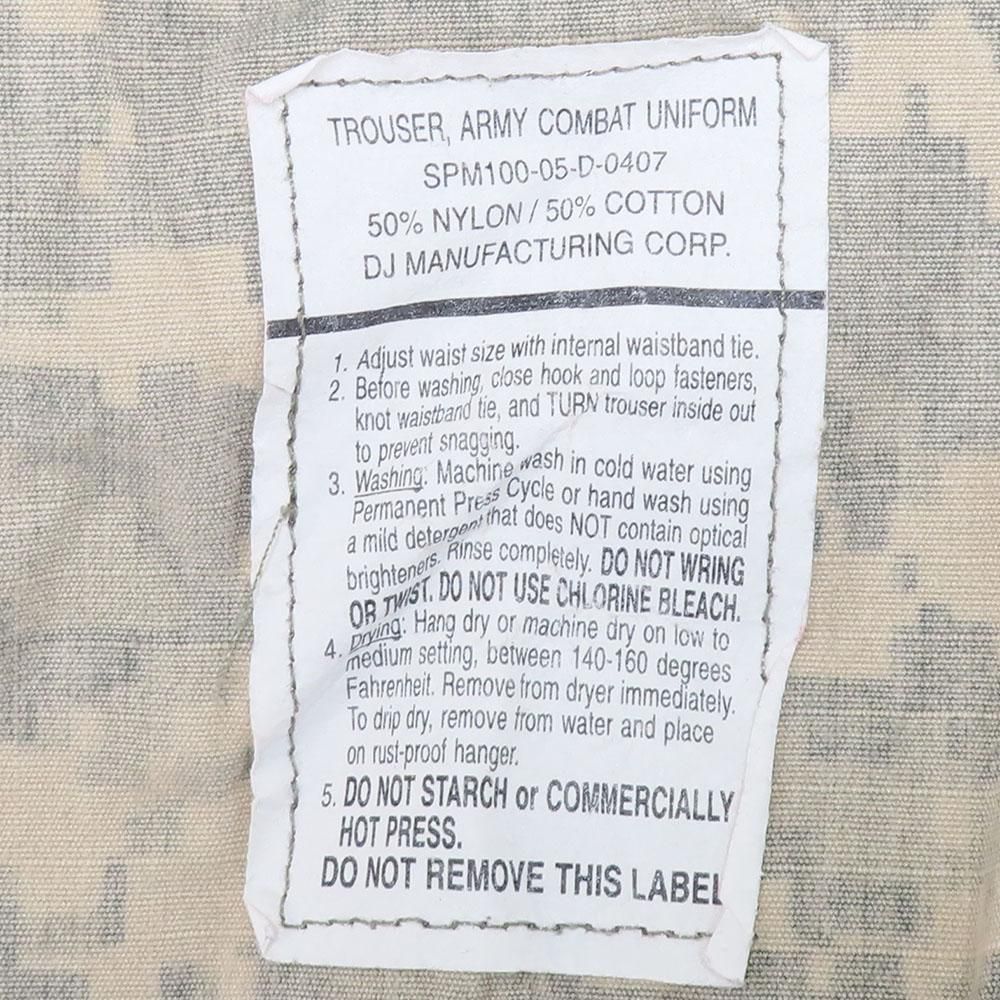 TROUSER, ARMY COMBAT UNIFORM
SPM100-05-D-0407
50% NYLON / 50% COTTON
DJ MANUFACTURING CORP.
1. Adjust waist size with internal waistband tie.
2. Before washing, close hook and loop fasteners,
knot waistband tie, and TURN trouser inside out
to prevent snagging.
3. Washing: Machine wash in cold water using
Permanent Press Cycle or hand wash using
a mild detergent that does NOT contain optical
brighteners. Rinse completely. DO NOT WRING
OR TWIST. DO NOT USE CHLORINE BLEACH.
4. Drying: Hang dry or machine dry on low to
medium setting, between 140-160 degrees
Fahrenheit. Remove from dryer immediately.
To drip dry, remove from water and place
on rust-proof hanger.
5. DO NOT STARCH or COMMERCIALLY
HOT PRESS.
DO NOT REMOVE THIS LABEL